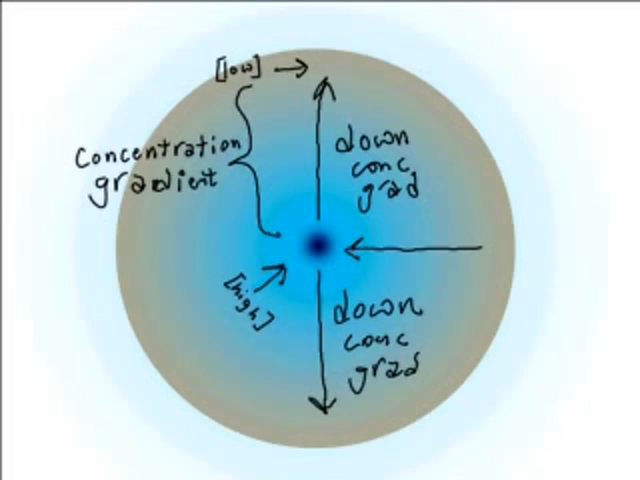 [low]
Concentration
gradient
down
conc.
grad
[high]
down
conc
grad